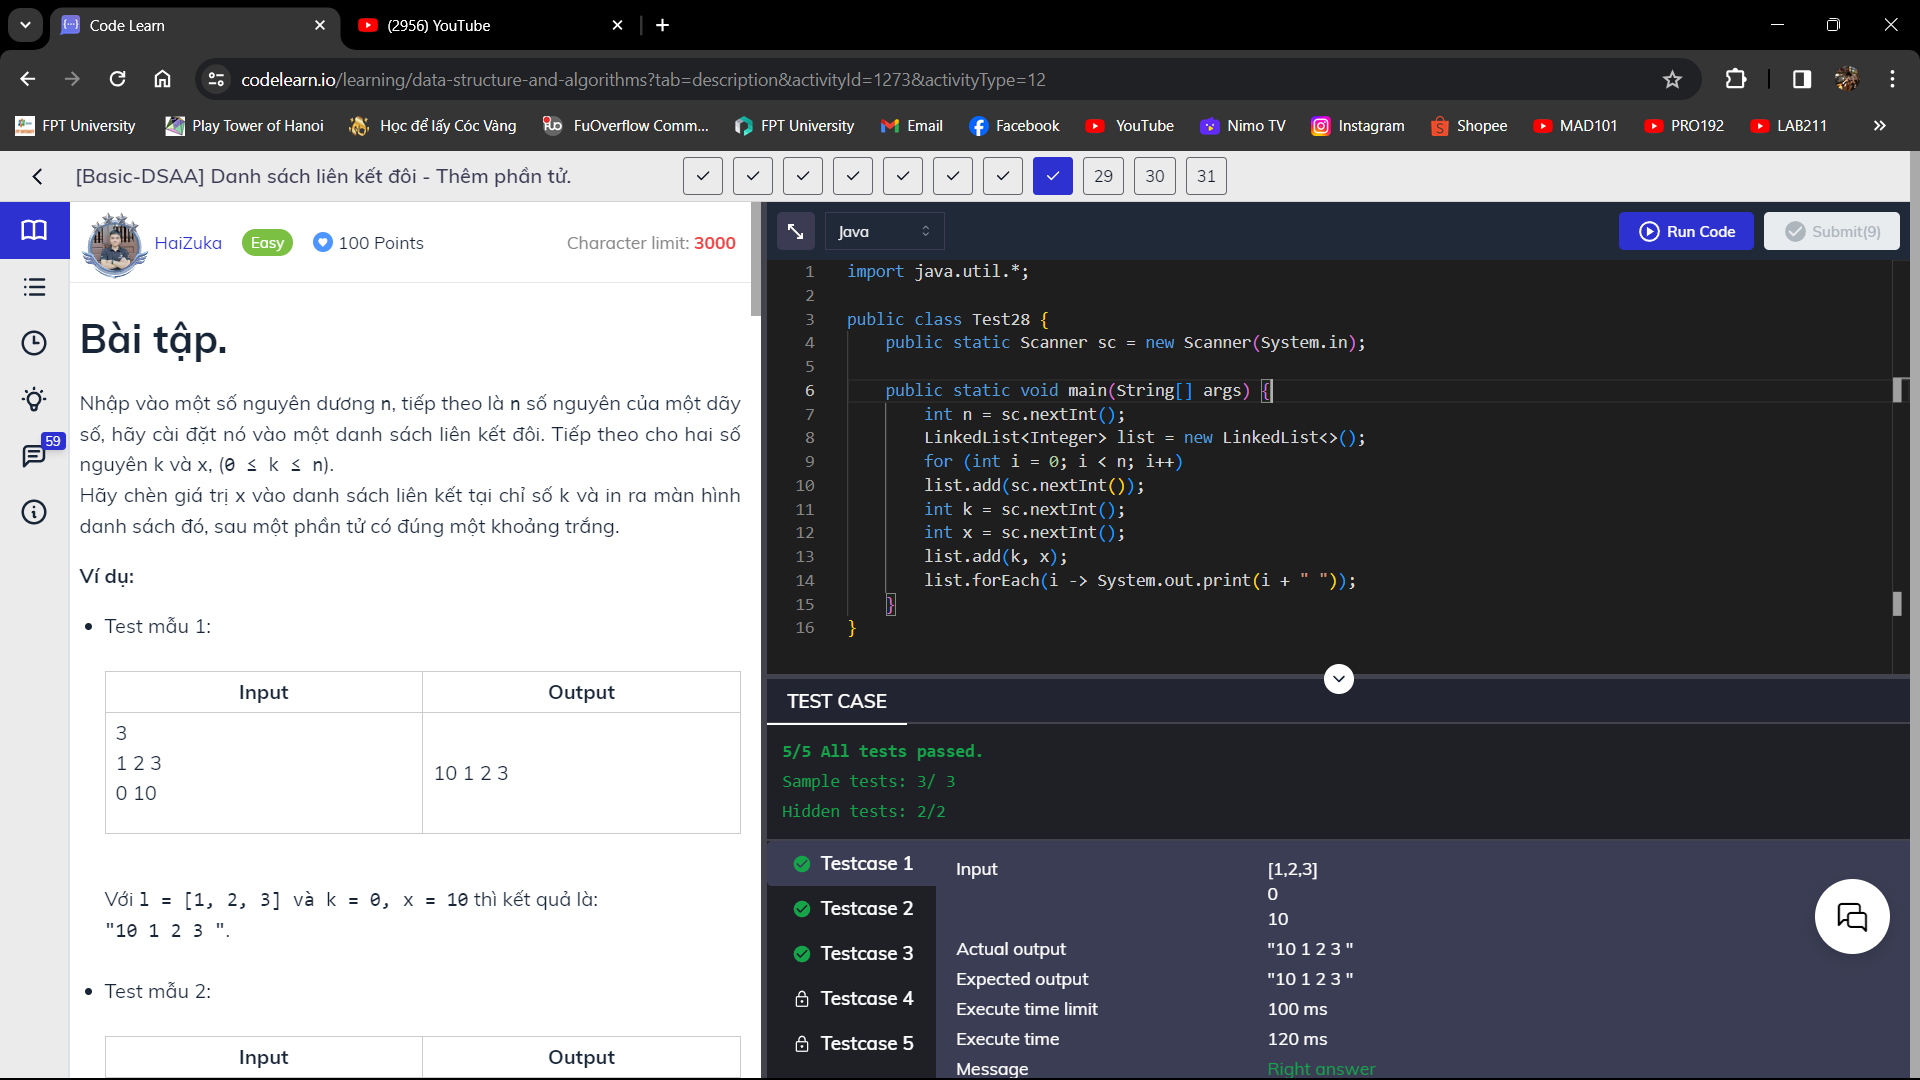 Code Learn
(2956) YouTube
codelearn.io/learning/data-structure-and-algorithms?tab=description&activityId=1273&activityType=12
FPT University
Play Tower of Hanoi
Học để lấy Cóc Vàng
FuOverflow Comm...
FPT University
Email
Facebook
YouTube
Nimo TV
Instagram
Shopee
MAD101
PRO192
LAB211
[Basic-DSAA] Danh sách liên kết đôi - Thêm phần tử.
29
30
31
HaiZuka
Easy
100 Points
Character limit: 3000
59
Bài tập.
Nhập vào một số nguyên dương n, tiếp theo là n số nguyên của một dãy
số, hãy cài đặt nó vào một danh sách liên kết đôi. Tiếp theo cho hai số
nguyên k và x, (0 ≤ k ≤ n).
Hãy chèn giá trị x vào danh sách liên kết tại chỉ số k và in ra màn hình
danh sách đó, sau một phần tử có đúng một khoảng trắng.
Ví dụ:
Test mẫu 1:
Input
Output
3
1 2 3
0 10
10 1 2 3
Với l = [1, 2, 3] và k = 0, x = 10 thì kết quả là:
"10 1 2 3 ".
Test mẫu 2:
Input
Output
Java
Run Code
Submit(9)
1 import java.util.*;
2
3 public class Test28 {
4 public static Scanner sc = new Scanner(System.in);
5
6 public static void main(String[] args) {
7 int n = sc.nextInt();
8 LinkedList<Integer> list = new LinkedList<>();
9 for (int i = 0; i < n; i++)
10 list.add(sc.nextInt());
11 int k = sc.nextInt();
12 int x = sc.nextInt();
13 list.add(k, x);
14 list.forEach(i -> System.out.print(i + " "));
15 }
16 }
TEST CASE
5/5 All tests passed.
Sample tests: 3/ 3
Hidden tests: 2/2
Testcase 1
Testcase 2
Testcase 3
Testcase 4
Testcase 5
Input
[1,2,3]
0
10
Actual output
"10 1 2 3 "
Expected output
"10 1 2 3 "
Execute time limit
100 ms
Execute time
120 ms
Message
Right answer